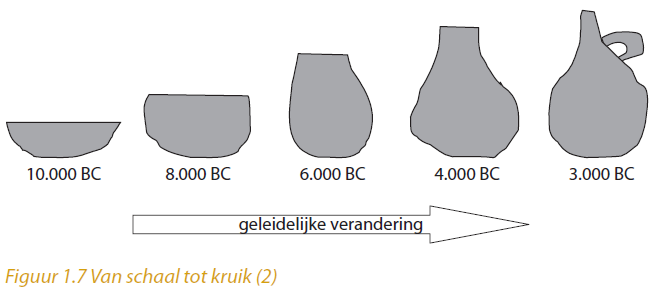 10.000 BC 8.000 BC 6.000 BC 4.000 BC 3.000 BC
geleidelijke verandering
Figuur 1.7 Van schaal tot kruik (2)